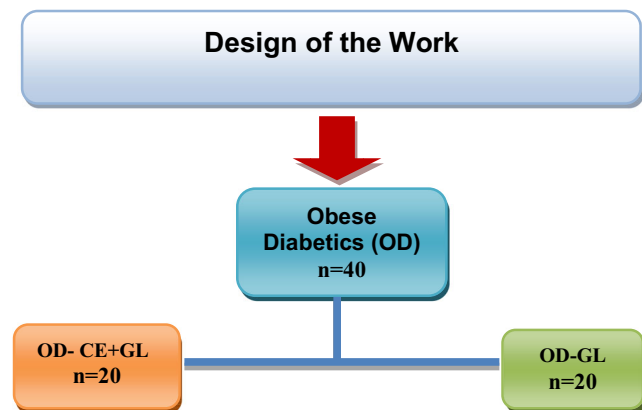 Design of the Work
Obese
Diabetics (OD)
n=40
OD- CE+GL
n=20
OD-GL
n=20